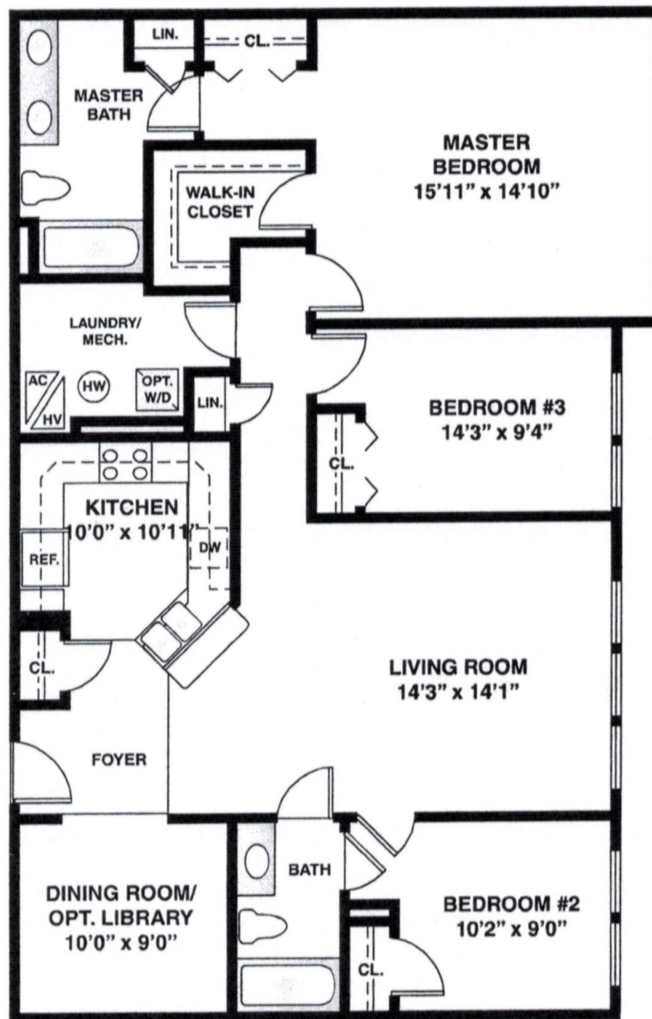 LIN.
CL.
MASTER
BATH
MASTER
BEDROOM
15'11" x 14'10"
WALK-IN
CLOSET
LAUNDRY/
MECH.
AC
HV
HW
OPT.
W/D
LIN.
BEDROOM #3
14'3" x 9'4"
CL.
KITCHEN
10'0" x 10'11"
REF.
DW
CL.
LIVING ROOM
14'3" x 14'1"
FOYER
BATH
DINING ROOM/
OPT. LIBRARY
10'0" x 9'0"
BEDROOM #2
10'2" x 9'0"
CL.